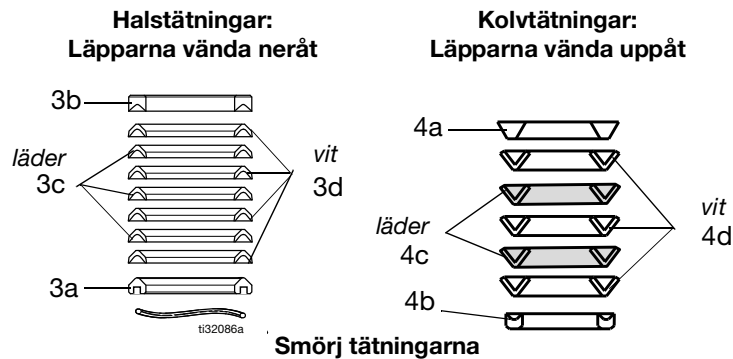 Halstätningar:
Läpparna vända neråt
3b
läder
3c
vit
3d
3a
ti32086a
Kolvtätningar:
Läpparna vända uppåt
4a
läder
4c
vit
4d
4b
Smörj tätningarna